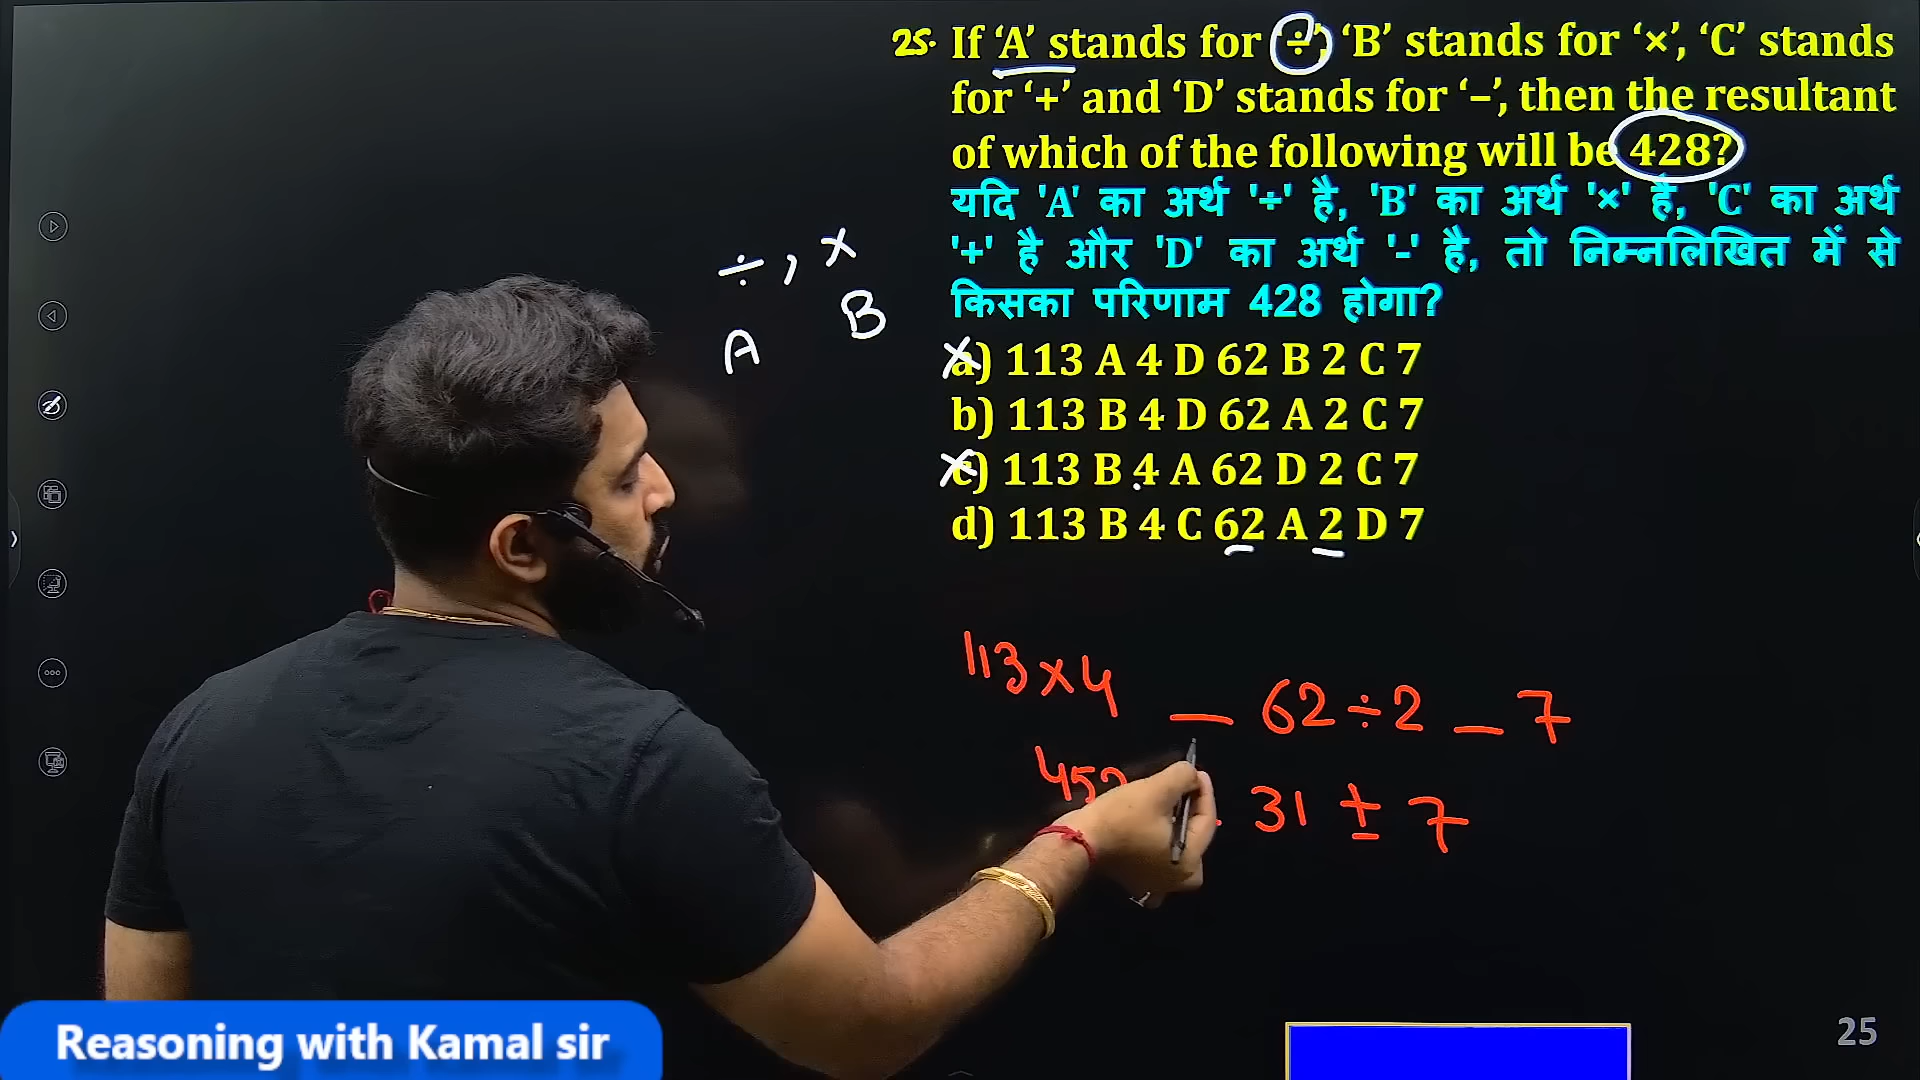 25. If ‘A’ stands for ‘÷’, ‘B’ stands for ‘×’, ‘C’ stands
for ‘+’ and ‘D’ stands for ‘–’, then the resultant
of which of the following will be 428?
यदि 'A' का अर्थ '÷' है, 'B' का अर्थ '×' है, 'C' का अर्थ
'+' है और 'D' का अर्थ '-' है, तो निम्नलिखित में से
किसका परिणाम 428 होगा?
÷, ×
A B
a) 113 A 4 D 62 B 2 C 7
b) 113 B 4 D 62 A 2 C 7
c) 113 B 4 A 62 D 2 C 7
d) 113 B 4 C 62 A 2 D 7
113 × 4 _ 62 ÷ 2 _ 7
31 ± 7
Reasoning with Kamal sir
25